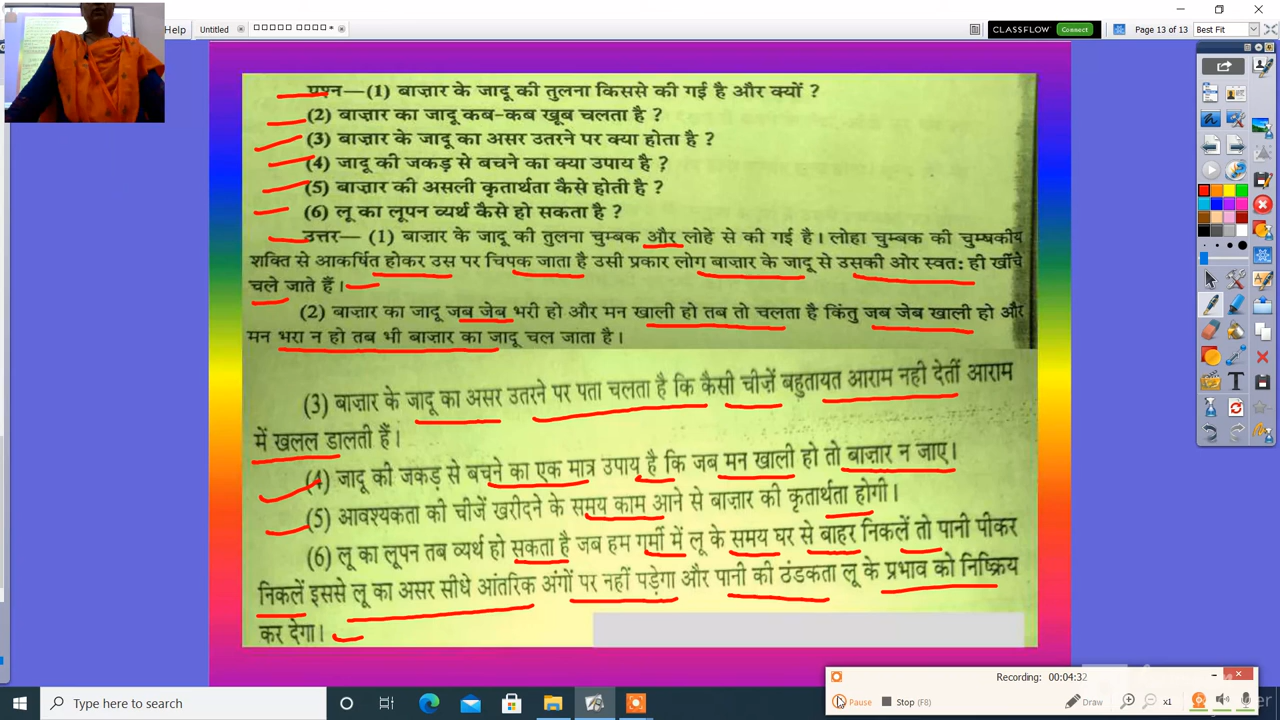 Help
Untitled
CLASSFLOW Connect
Page 13 of 13
Best Fit
प्रश्न—(1) बाज़ार के जादू की तुलना किससे की गई है और क्यों ?
(2) बाज़ार का जादू कब-कब खूब चलता है ?
(3) बाज़ार के जादू का असर उतरने पर क्या होता है ?
(4) जादू की जकड़ से बचने का क्या उपाय है ?
(5) बाज़ार की असली कृतार्थता कैसे होती है ?
(6) लू का लूपन व्यर्थ कैसे हो सकता है ?
उत्तर— (1) बाज़ार के जादू की तुलना चुम्बक और लोहे से की गई है। लोहा चुम्बक की चुम्बकीय
शक्ति से आकर्षित होकर उस पर चिपक जाता है उसी प्रकार लोग बाज़ार के जादू से उसकी ओर स्वत: ही खींचे
चले जाते हैं।
(2) बाज़ार का जादू जब जेब भरी हो और मन खाली हो तब तो चलता है किंतु जब जेब खाली हो और
मन भरा न हो तब भी बाज़ार का जादू चल जाता है।
(3) बाज़ार के जादू का असर उतरने पर पता चलता है कि कैसी चीज़ें बहुतायत आराम नही देतीं आराम
में खलल डालती हैं।
(4) जादू की जकड़ से बचने का एक मात्र उपाय है कि जब मन खाली हो तो बाज़ार न जाए।
(5) आवश्यकता की चीजें खरीदने के समय काम आने से बाज़ार की कृतार्थता होगी।
(6) लू का लूपन तब व्यर्थ हो सकता है जब हम गर्मी में लू के समय घर से बाहर निकलें तो पानी पीकर
निकलें इससे लू का असर सीधे आंतरिक अंगों पर नहीं पड़ेगा और पानी की ठंडकता लू के प्रभाव को निष्क्रिय
कर देगा।
Recording: 00:04:32
Pause
Stop (F8)
Draw
x1
Type here to search